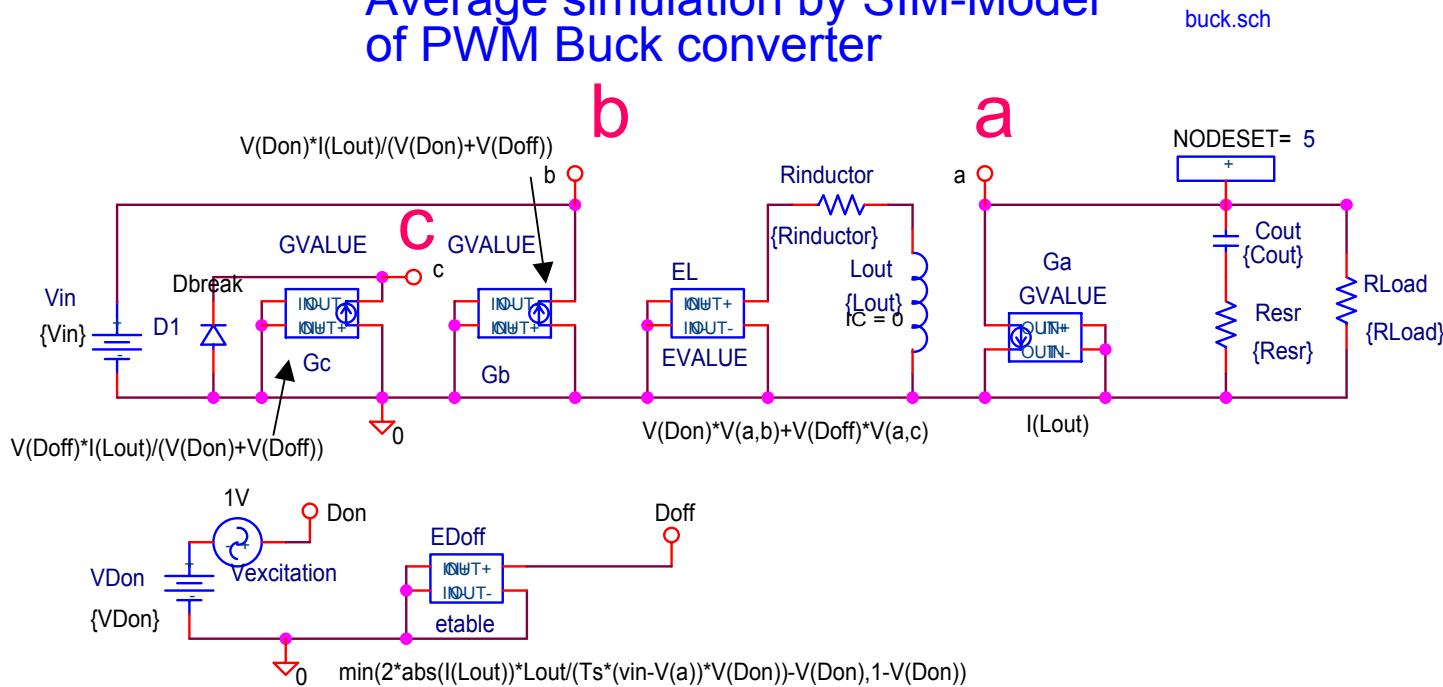 Average simulation by SIM-Model
of PWM Buck converter
buck.sch
b
a
V(Don)*I(Lout)/(V(Don)+V(Doff))
NODESET= 5
+
b
Rinductor
a
c
GVALUE
GVALUE
c
{Rinductor}
Cout
{Cout}
Dbreak
EL
Lout
Ga
RLoad
Vin
{Lout}
GVALUE
{Vin}
D1
IC = 0
Resr
{RLoad}
{Resr}
Gc
Gb
EVALUE
0
V(Don)*V(a,b)+V(Doff)*V(a,c)
I(Lout)
V(Doff)*I(Lout)/(V(Don)+V(Doff))
1V
Don
Doff
EDoff
VDon
Vexcitation
{VDon}
etable
0
min(2*abs(I(Lout))*Lout/(Ts*(vin-V(a))*V(Don))-V(Don),1-V(Don))